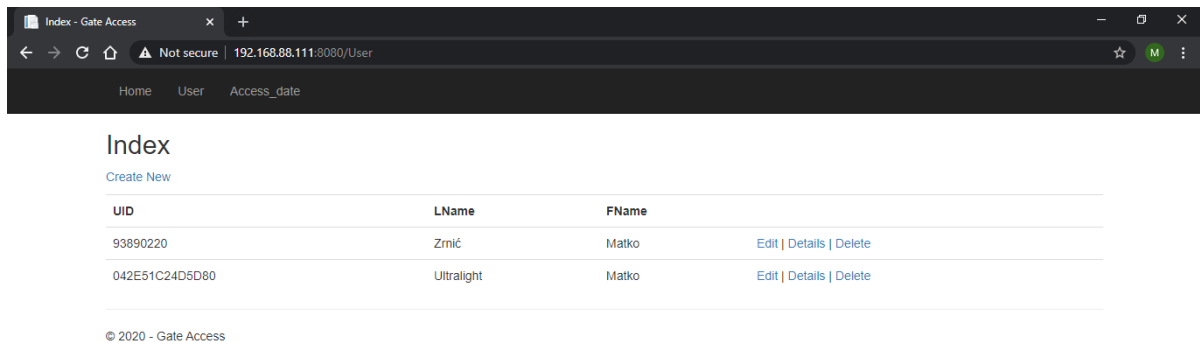 Index - Gate Access
Not secure | 192.168.88.111:8080/User
M
Home User Access_date
Index
Create New
UID LName FName
93890220 Zrnić Matko Edit | Details | Delete
042E51C24D5D80 Ultralight Matko Edit | Details | Delete
© 2020 - Gate Access